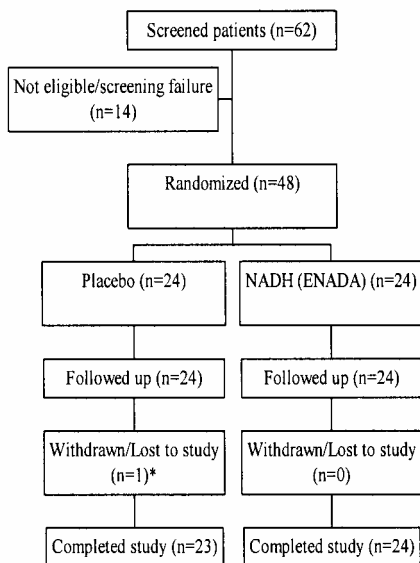 Screened patients (n=62)
Not eligible/screening failure
(n=14)
Randomized (n=48)
Placebo (n=24)
NADH (ENADA) (n=24)
Followed up (n=24)
Followed up (n=24)
Withdrawn/Lost to study
(n=1)*
Withdrawn/Lost to study
(n=0)
Completed study (n=23)
Completed study (n=24)